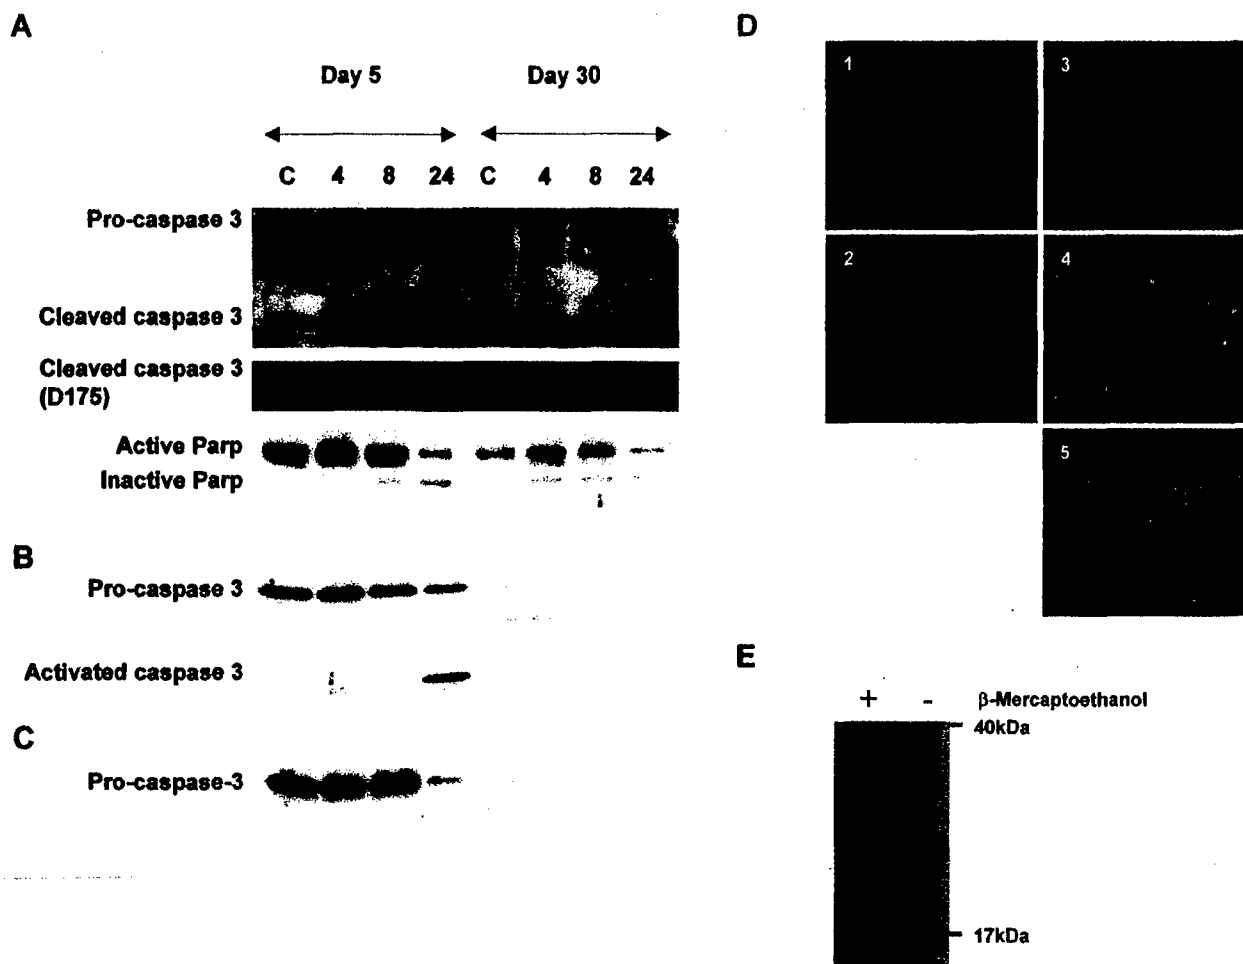 A
Day 5 Day 30
C 4 8 24 C 4 8 24
Pro-caspase 3
Cleaved caspase 3
Cleaved caspase 3
(D175)
Active Parp
Inactive Parp
B
Pro-caspase 3
Activated caspase 3
C
Pro-caspase-3
D
1 3
2 4
5
E
+ - β-Mercaptoethanol
40kDa
17kDa